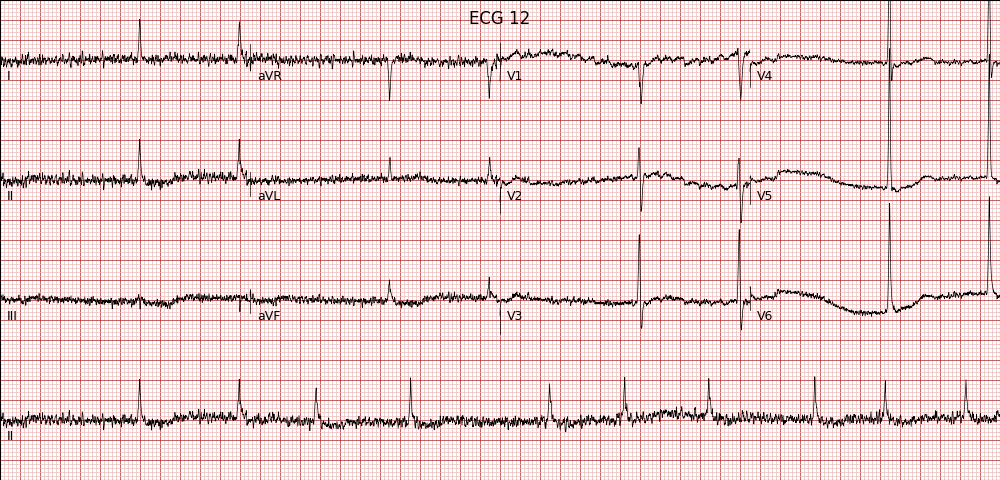 ECG 12
I aVR V1 V4
II aVL V2 V5
III aVF V3 V6
II